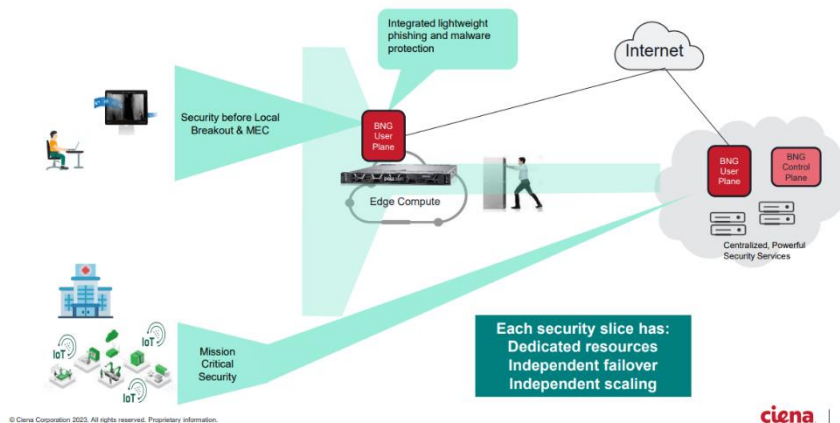 Integrated lightweight
phishing and malware
protection
Internet
Security before Local
Breakout & MEC
BNG
User
Plane
BNG
User
Plane
BNG
Control
Plane
Edge Compute
Centralized, Powerful
Security Services
IoT
IoT
IoT
Mission
Critical
Security
Each security slice has:
Dedicated resources
Independent failover
Independent scaling
© Ciena Corporation 2023. All rights reserved. Proprietary information.
ciena